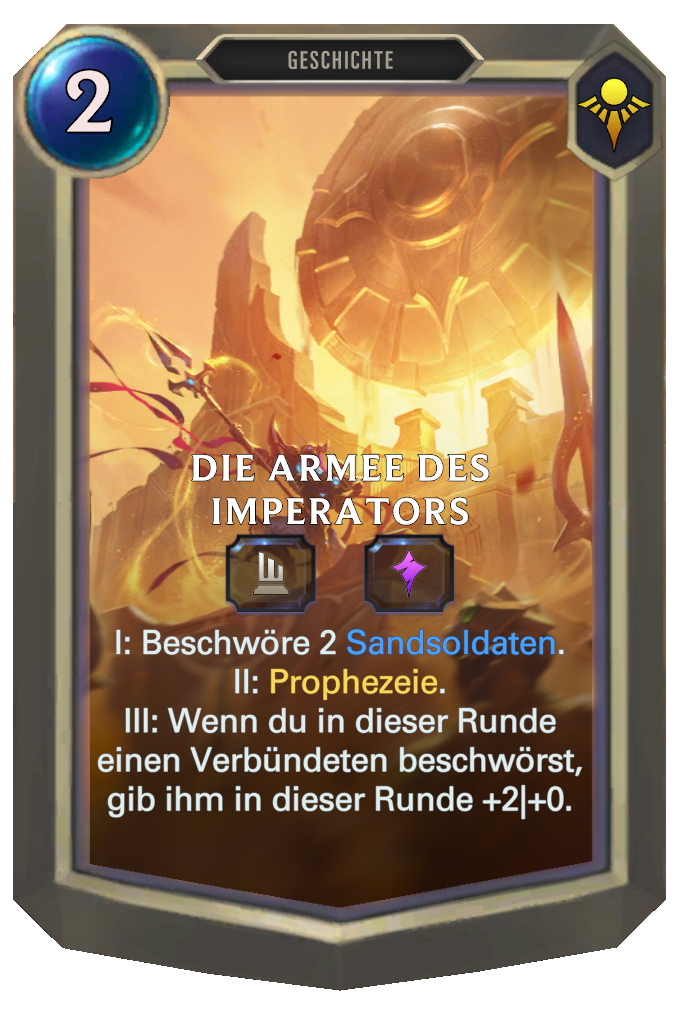 GESCHICHTE
2
DIE ARMEE DES
IMPERATORS
I: Beschwöre 2 Sandsoldaten.
II: Prophezeie.
III: Wenn du in dieser Runde
einen Verbündeten beschwörst,
gib ihm in dieser Runde +2|+0.